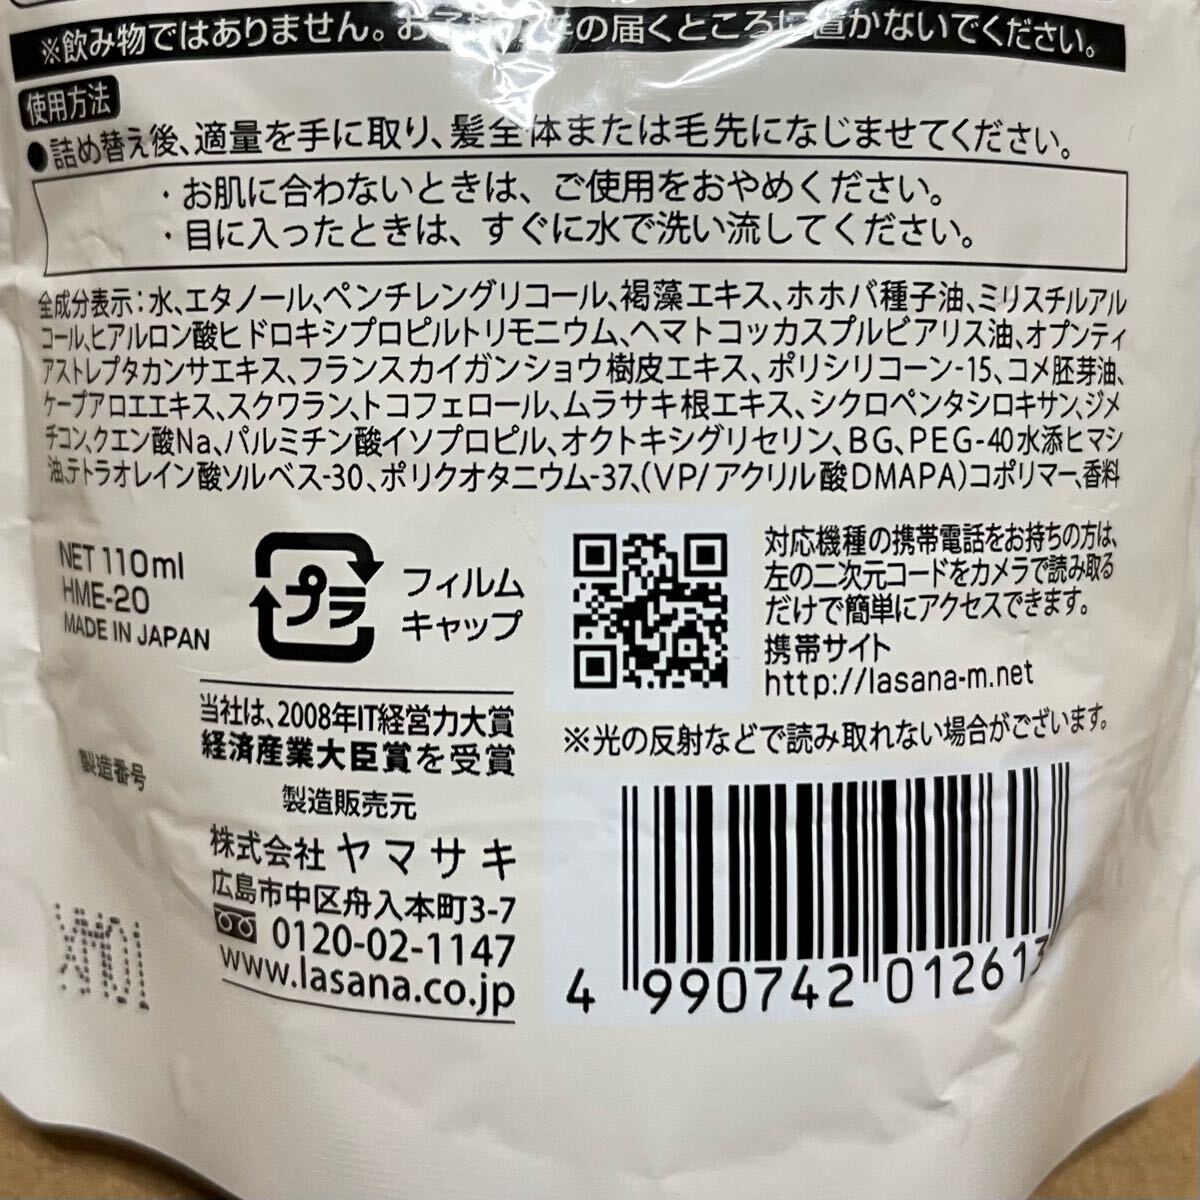 ※飲み物ではありません。お子様の手の届くところに置かないでください。
使用方法
●詰め替え後、適量を手に取り、髪全体または毛先になじませてください。
・お肌に合わないときは、ご使用をおやめください。
・目に入ったときは、すぐに水で洗い流してください。
全成分表示：水、エタノール、ペンチレングリコール、褐藻エキス、ホホバ種子油、ミリスチルアル
コール、ヒアルロン酸ヒドロキシプロピルトリモニウム、ヘマトコッカスプルビアリス油、オプンティ
アストレプタカンサエキス、フランスカイガンショウ樹皮エキス、ポリシリコーン-15、コメ胚芽油、
ケープアロエエキス、スクワラン、トコフェロール、ムラサキ根エキス、シクロペンタシロキサン、ジメ
チコン、クエン酸Na、パルミチン酸イソプロピル、オクトキシグリセリン、BG、PEG-40水添ヒマシ
油、テトラオレイン酸ソルベス-30、ポリクオタニウム-37、(VP/アクリル酸DMAPA)コポリマー、香料
NET 110ml
HME-20
MADE IN JAPAN
プラ
フィルム
キャップ
対応機種の携帯電話をお持ちの方は、
左の二次元コードをカメラで読み取る
だけで簡単にアクセスできます。
携帯サイト
http://lasana-m.net
※光の反射などで読み取れない場合がございます。
当社は、2008年IT経営力大賞
経済産業大臣賞を受賞
製造番号
製造販売元
株式会社 ヤマサキ
広島市中区舟入本町3-7
0120-02-1147
www.lasana.co.jp
4 990742 012613